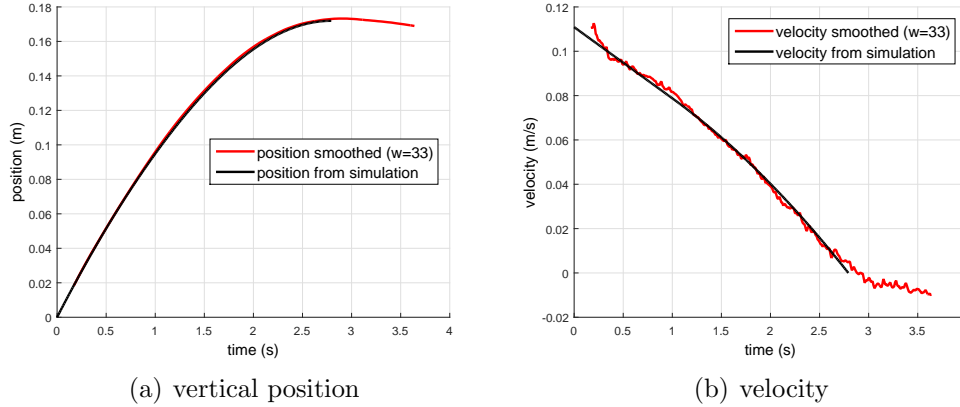 0.18
0.16
0.14
0.12
0.1
0.08
0.06
0.04
0.02
0
position (m)
position smoothed (w=33)
position from simulation
0 0.5 1 1.5 2 2.5 3 3.5 4
time (s)
(a) vertical position
0.12
0.1
0.08
0.06
0.04
0.02
0
-0.02
velocity (m/s)
velocity smoothed (w=33)
velocity from simulation
0 0.5 1 1.5 2 2.5 3 3.5 4
time (s)
(b) velocity